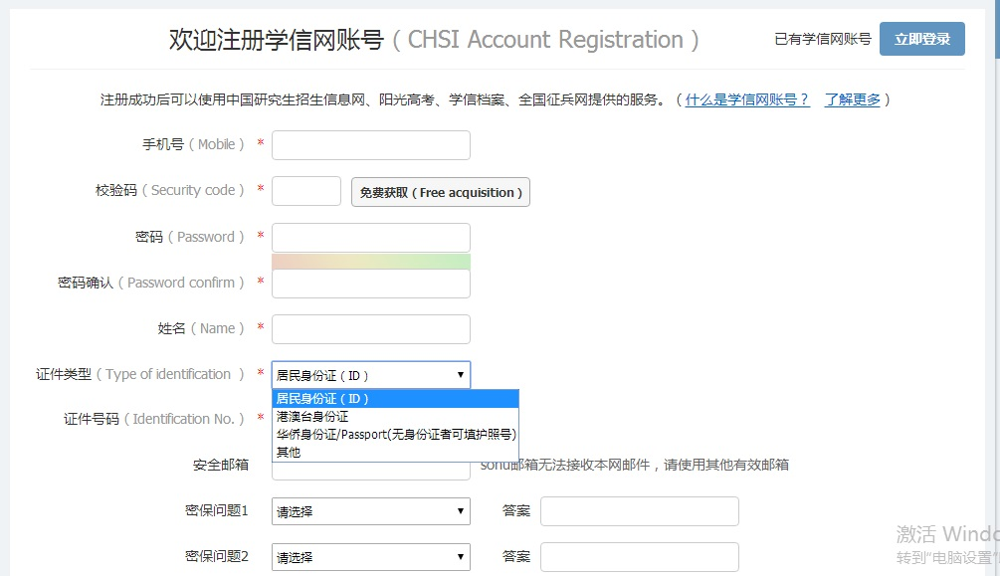 欢迎注册学信网账号（CHSI Account Registration） 已有学信网账号 立即登录
注册成功后可以使用中国研究生招生信息网、阳光高考、学信档案、全国征兵网提供的服务。（什么是学信网账号？ 了解更多）
手机号（Mobile） *
校验码（Security code） * 免费获取（Free acquisition）
密码（Password） *
密码确认（Password confirm） *
姓名（Name） *
证件类型（Type of identification ） * 居民身份证（ID） ▼
居民身份证（ID）
证件号码（Identification No.） * 港澳台身份证
华侨身份证/Passport(无身份证者可填护照号)
其他
安全邮箱 sohu邮箱无法接收本网邮件，请使用其他有效邮箱
密保问题1 请选择 ▼ 答案
激活 Windo
密保问题2 请选择 ▼ 答案
转到"电脑设置"